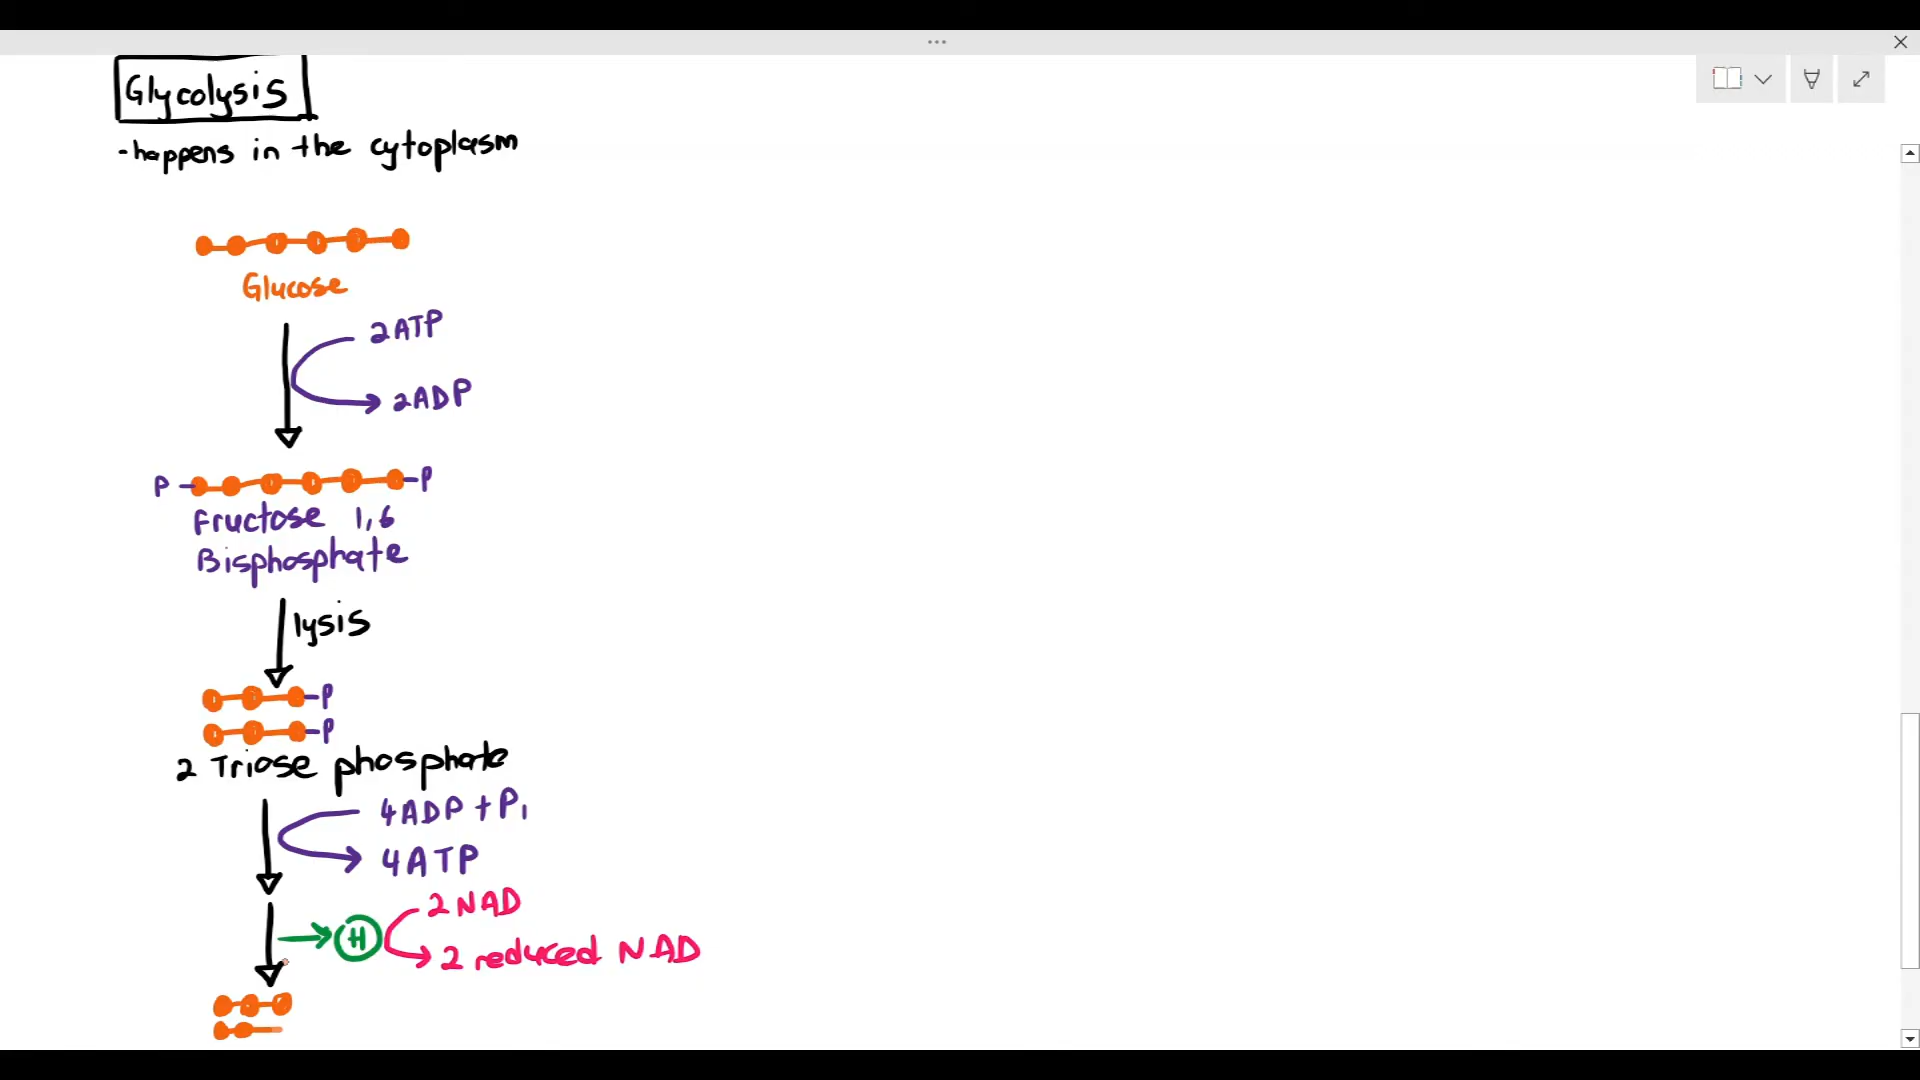 Glycolysis
-happens in the cytoplasm
Glucose
2ATP
2ADP
P
P
Fructose 1,6
Bisphosphate
lysis
P
P
2 Triose phosphate
4ADP + Pi
4ATP
2 NAD
H
2 reduced NAD